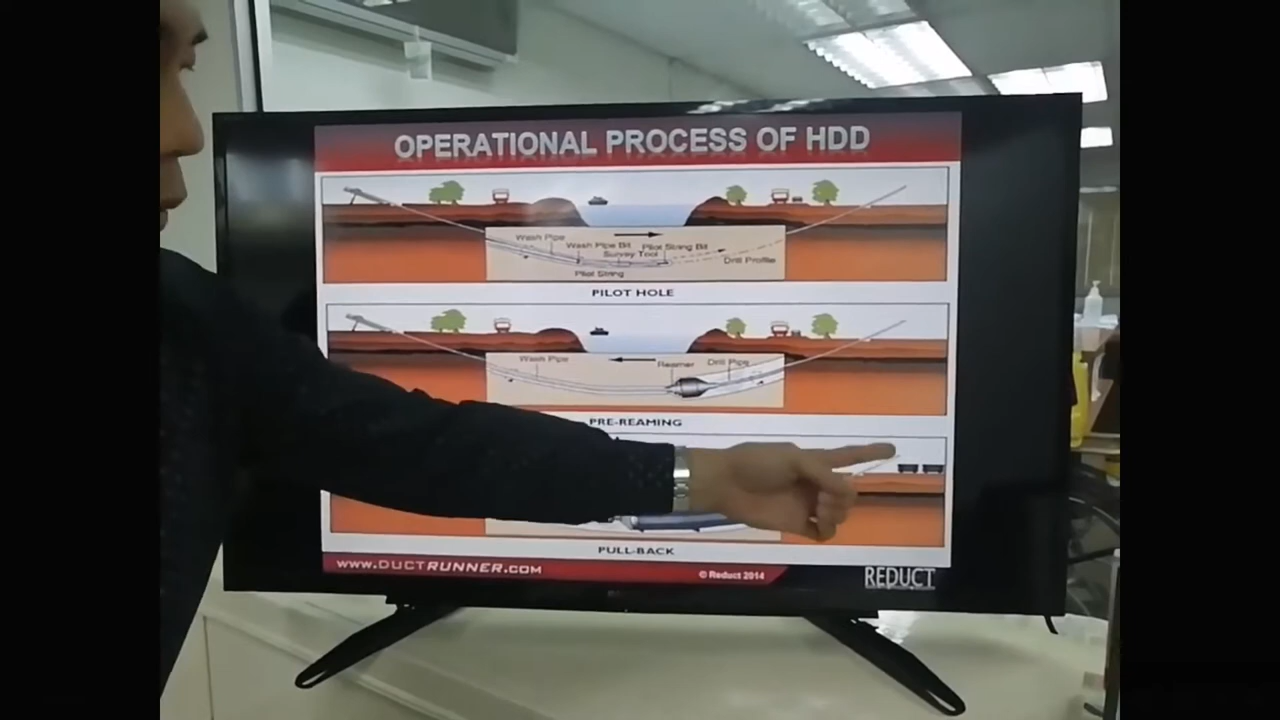 OPERATIONAL PROCESS OF HDD
Wash Pipe
Wash Pipe Bit
Pilot String Bit
Survey Tool
Drill Profile
Pilot String
PILOT HOLE
Wash Pipe
Reamer
Drill Pipe
PRE-REAMING
PULL-BACK
WWW.DUCTRUNNER.COM
© Reduct 2014
REDUCT